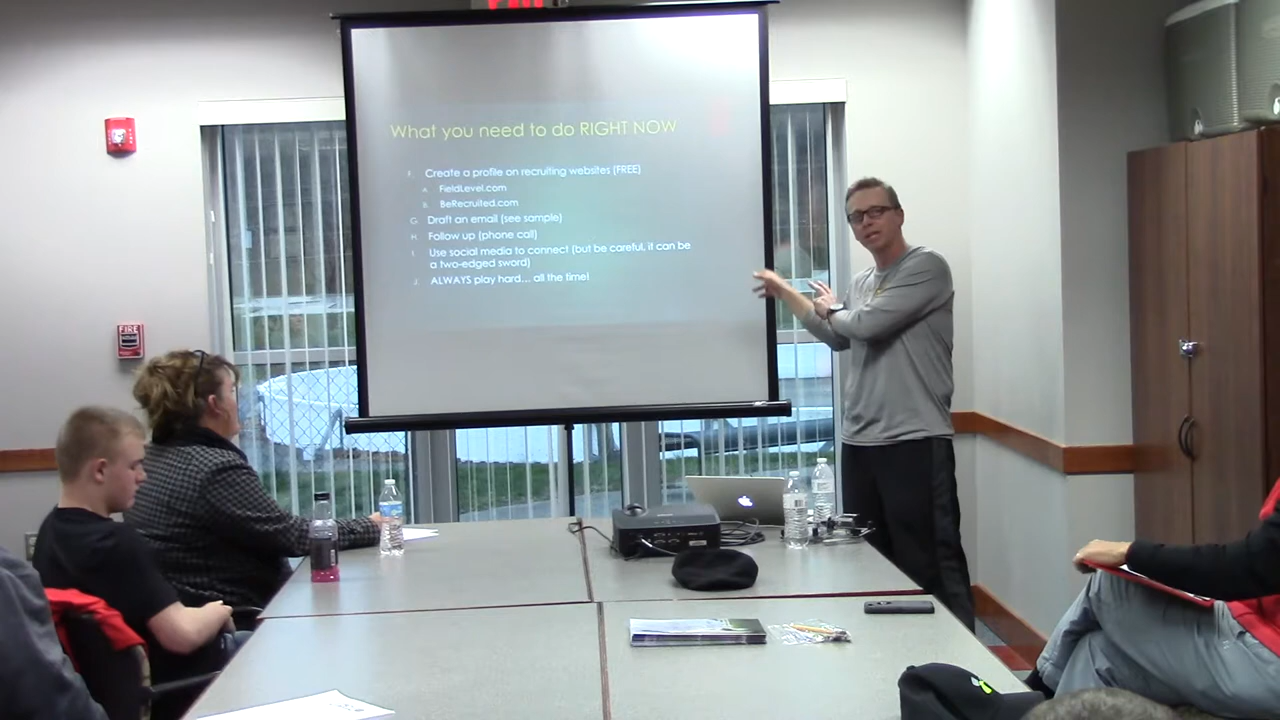 EXIT
What you need to do RIGHT NOW
F. Create a profile on recruiting websites (FREE)
A. FieldLevel.com
B. BeRecruited.com
G. Draft an email (see sample)
H. Follow up (phone call)
I. Use social media to connect (but be careful, it can be
a two-edged sword)
J. ALWAYS play hard... all the time!
FIRE